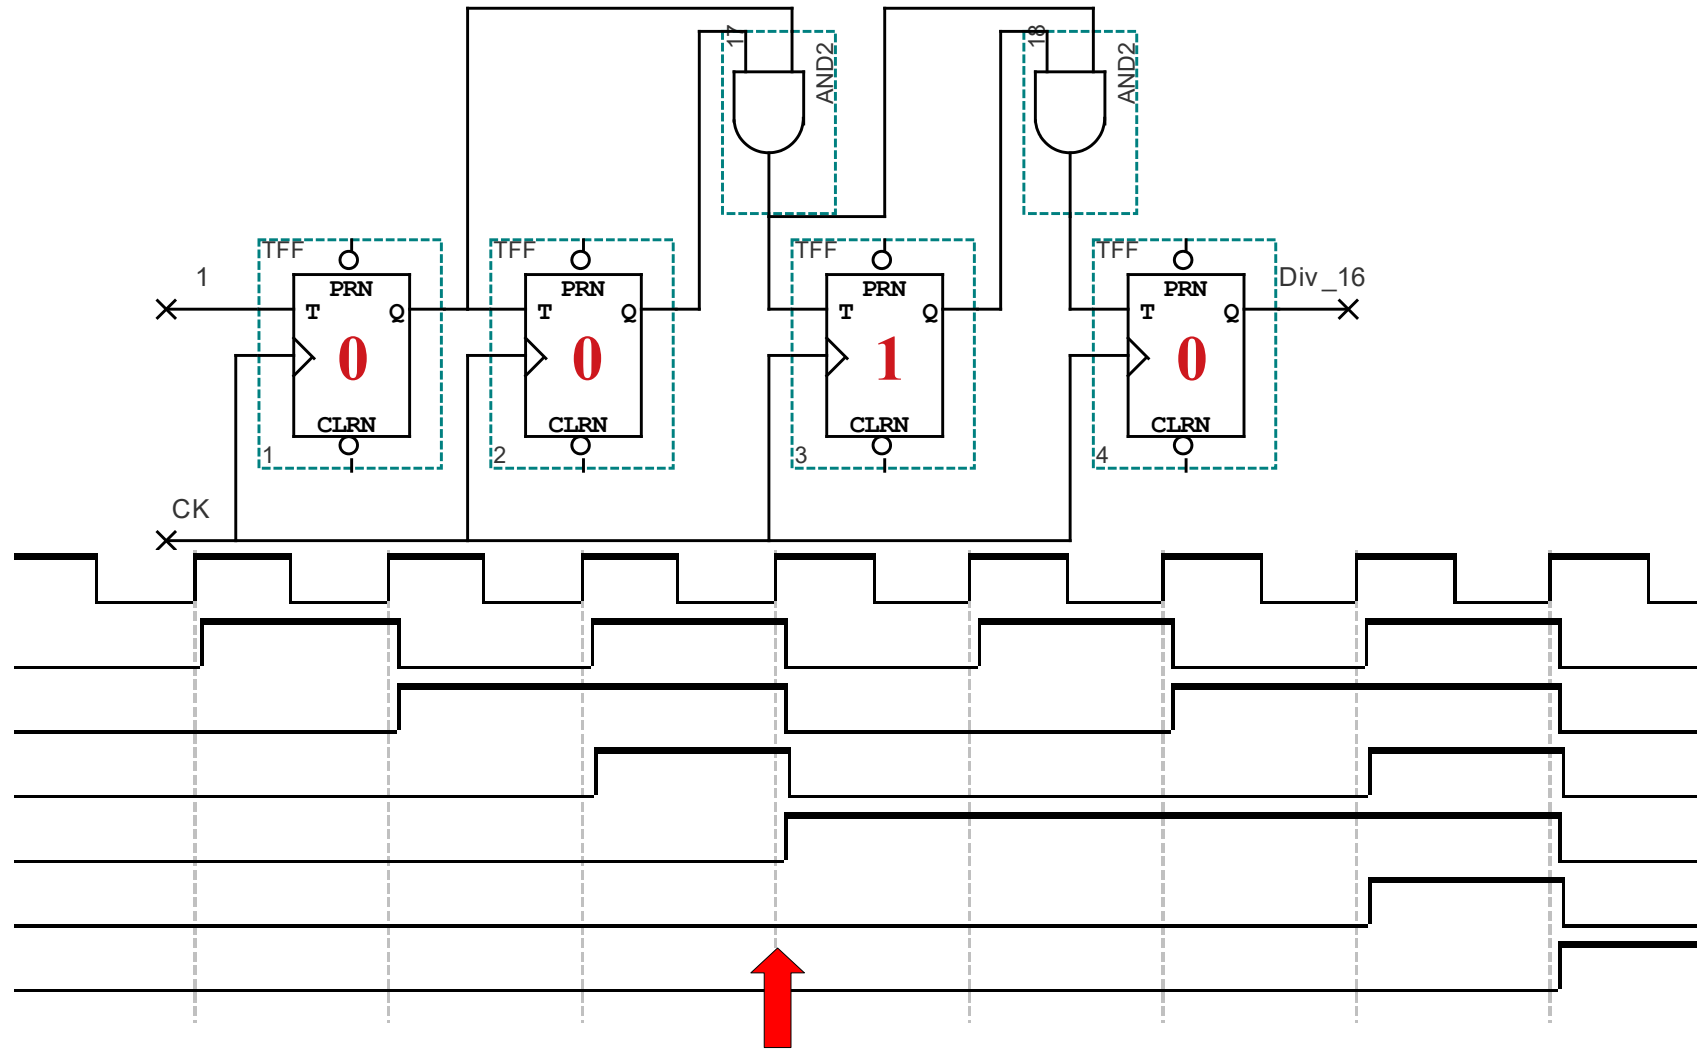 17
AND2
18
AND2
TFF
TFF
TFF
TFF
1
PRN
PRN
PRN
PRN
Div_16
T
Q
T
Q
T
Q
T
Q
0
0
1
0
CLRN
CLRN
CLRN
CLRN
1
2
3
4
CK